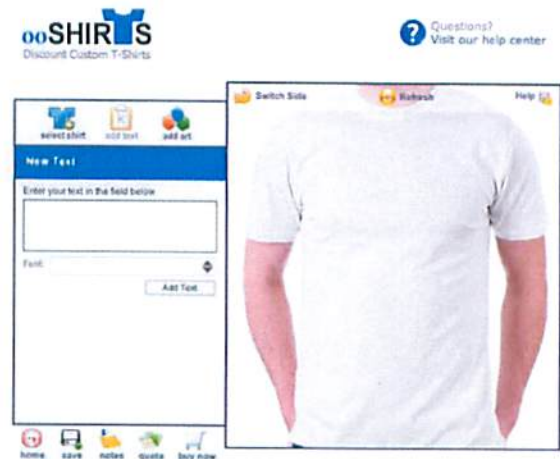 ooSHIRTS
Discount Custom T-Shirts
Questions?
Visit our help center
select shirt
add text
add art
New Text
Enter your text in the field below
Font:
Add Text
home
save
notes
quote
buy now
Switch Side
Refresh
Help